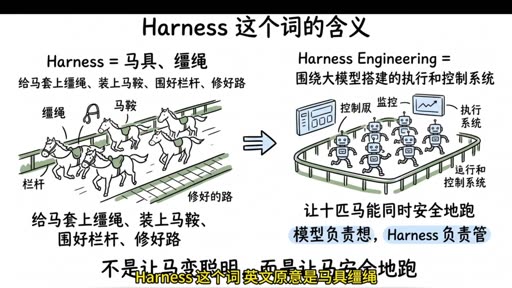 Harness 这个词的含义
Harness = 马具、缰绳
给马套上缰绳、装上马鞍、围好栏杆、修好路
缰绳
马鞍
栏杆
修好的路
给马套上缰绳、装上马鞍、
围好栏杆、修好路
Harness Engineering =
围绕大模型搭建的执行和控制系统
控制
监控
执行
系统
运行和
控制系统
让十匹马能同时安全地跑
模型负责想，Harness 负责管
不是让马变聪明，而是让马安全地跑
Harness 这个词 英文原意是马具缰绳